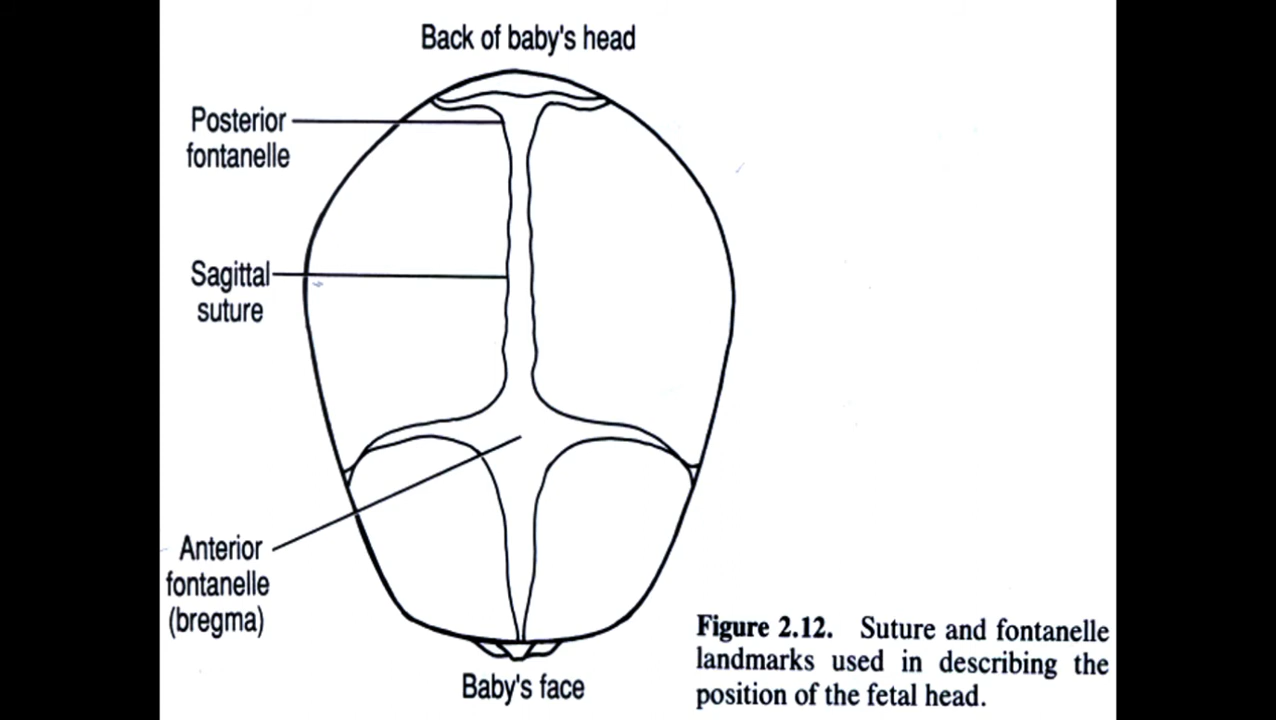 Back of baby's head
Posterior
fontanelle
Sagittal
suture
Anterior
fontanelle
(bregma)
Baby's face
Figure 2.12. Suture and fontanelle
landmarks used in describing the
position of the fetal head.